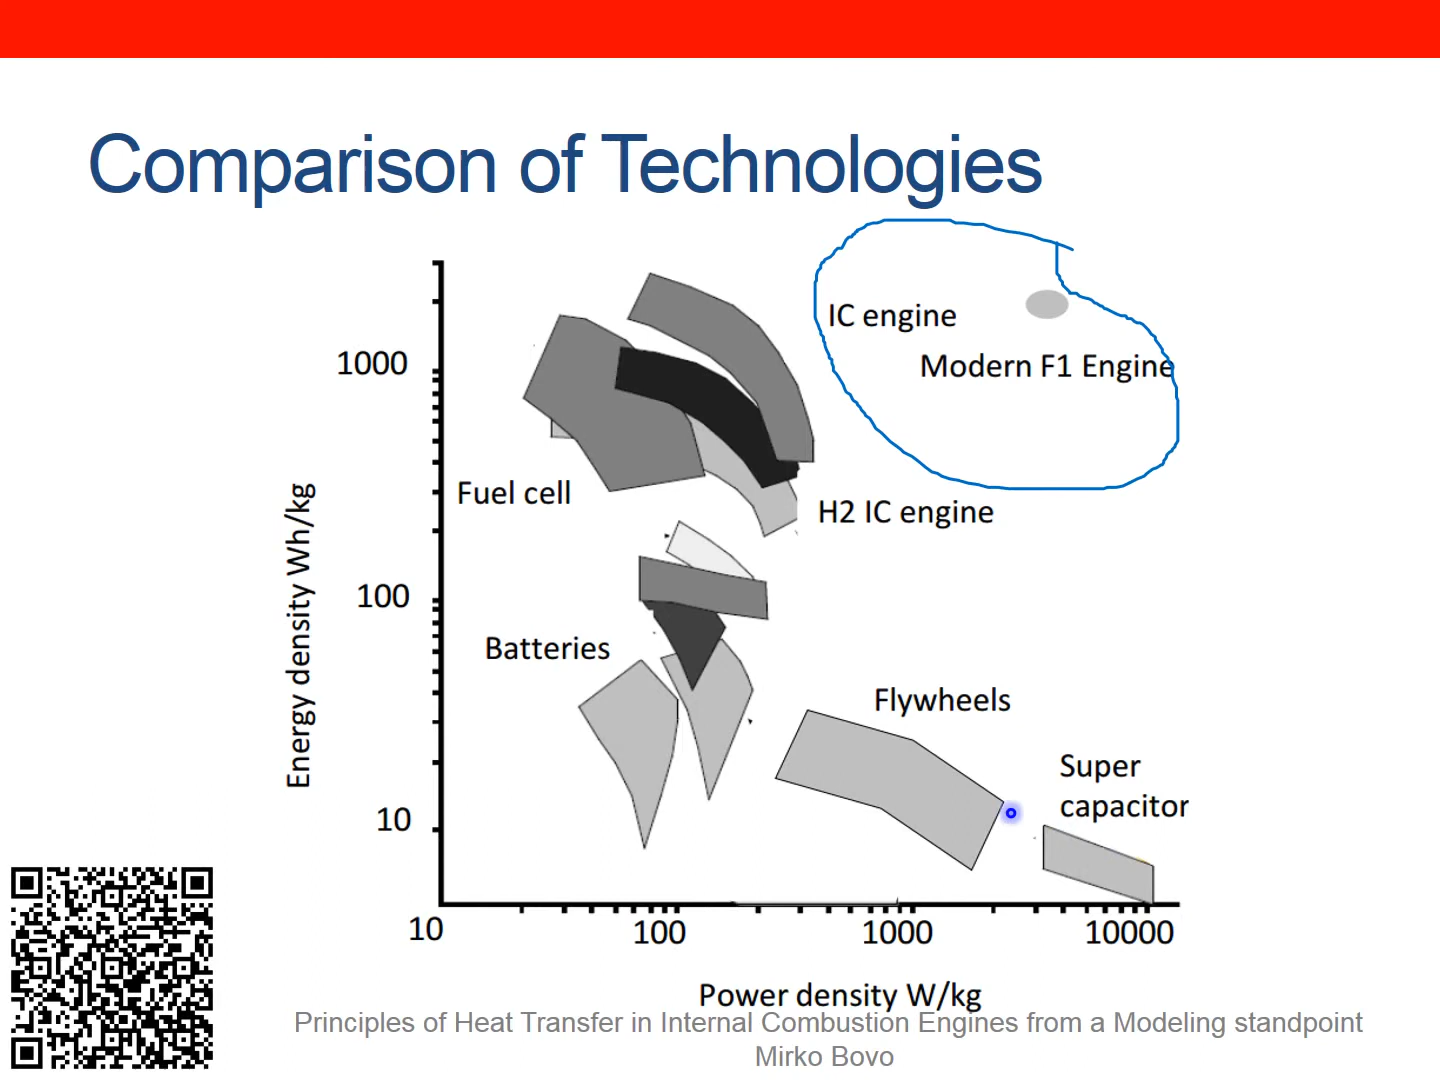 Comparison of Technologies
IC engine
Modern F1 Engine
1000
Fuel cell
H2 IC engine
Energy density Wh/kg
100
Batteries
Flywheels
Super
capacitor
10
10
100
1000
10000
Power density W/kg
Principles of Heat Transfer in Internal Combustion Engines from a Modeling standpoint
Mirko Bovo